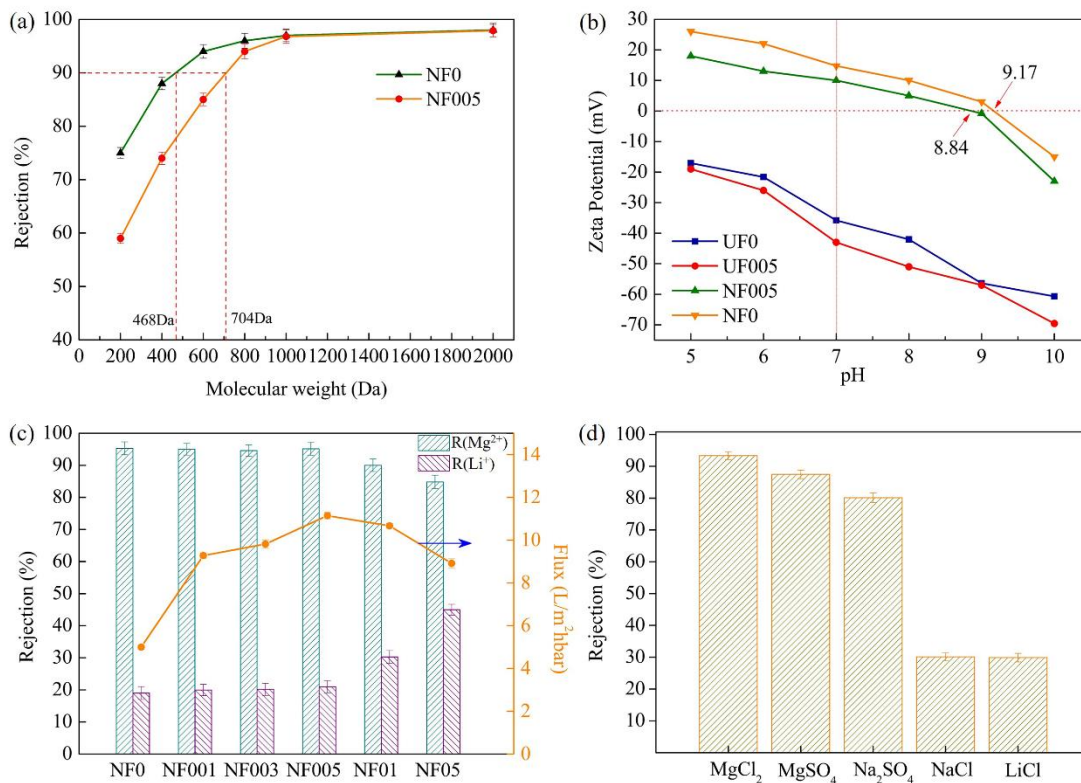 (a)
100
90
80
70
60
50
40
Rejection (%)
NF0
NF005
468Da
704Da
0 200 400 600 800 1000 1200 1400 1600 1800 2000
Molecular weight (Da)
(b)
30
20
10
0
-10
-20
-30
-40
-50
-60
-70
Zeta Potential (mV)
9.17
8.84
UF0
UF005
NF005
NF0
5 6 7 8 9 10
pH
(c)
100
90
80
70
60
50
40
30
20
10
0
Rejection (%)
R(Mg²⁺)
R(Li⁺)
14
12
10
8
6
4
2
0
Flux (L/m²hbar)
NF0 NF001 NF003 NF005 NF01 NF05
(d)
100
90
80
70
60
50
40
30
20
10
Rejection (%)
MgCl₂ MgSO₄ Na₂SO₄ NaCl LiCl